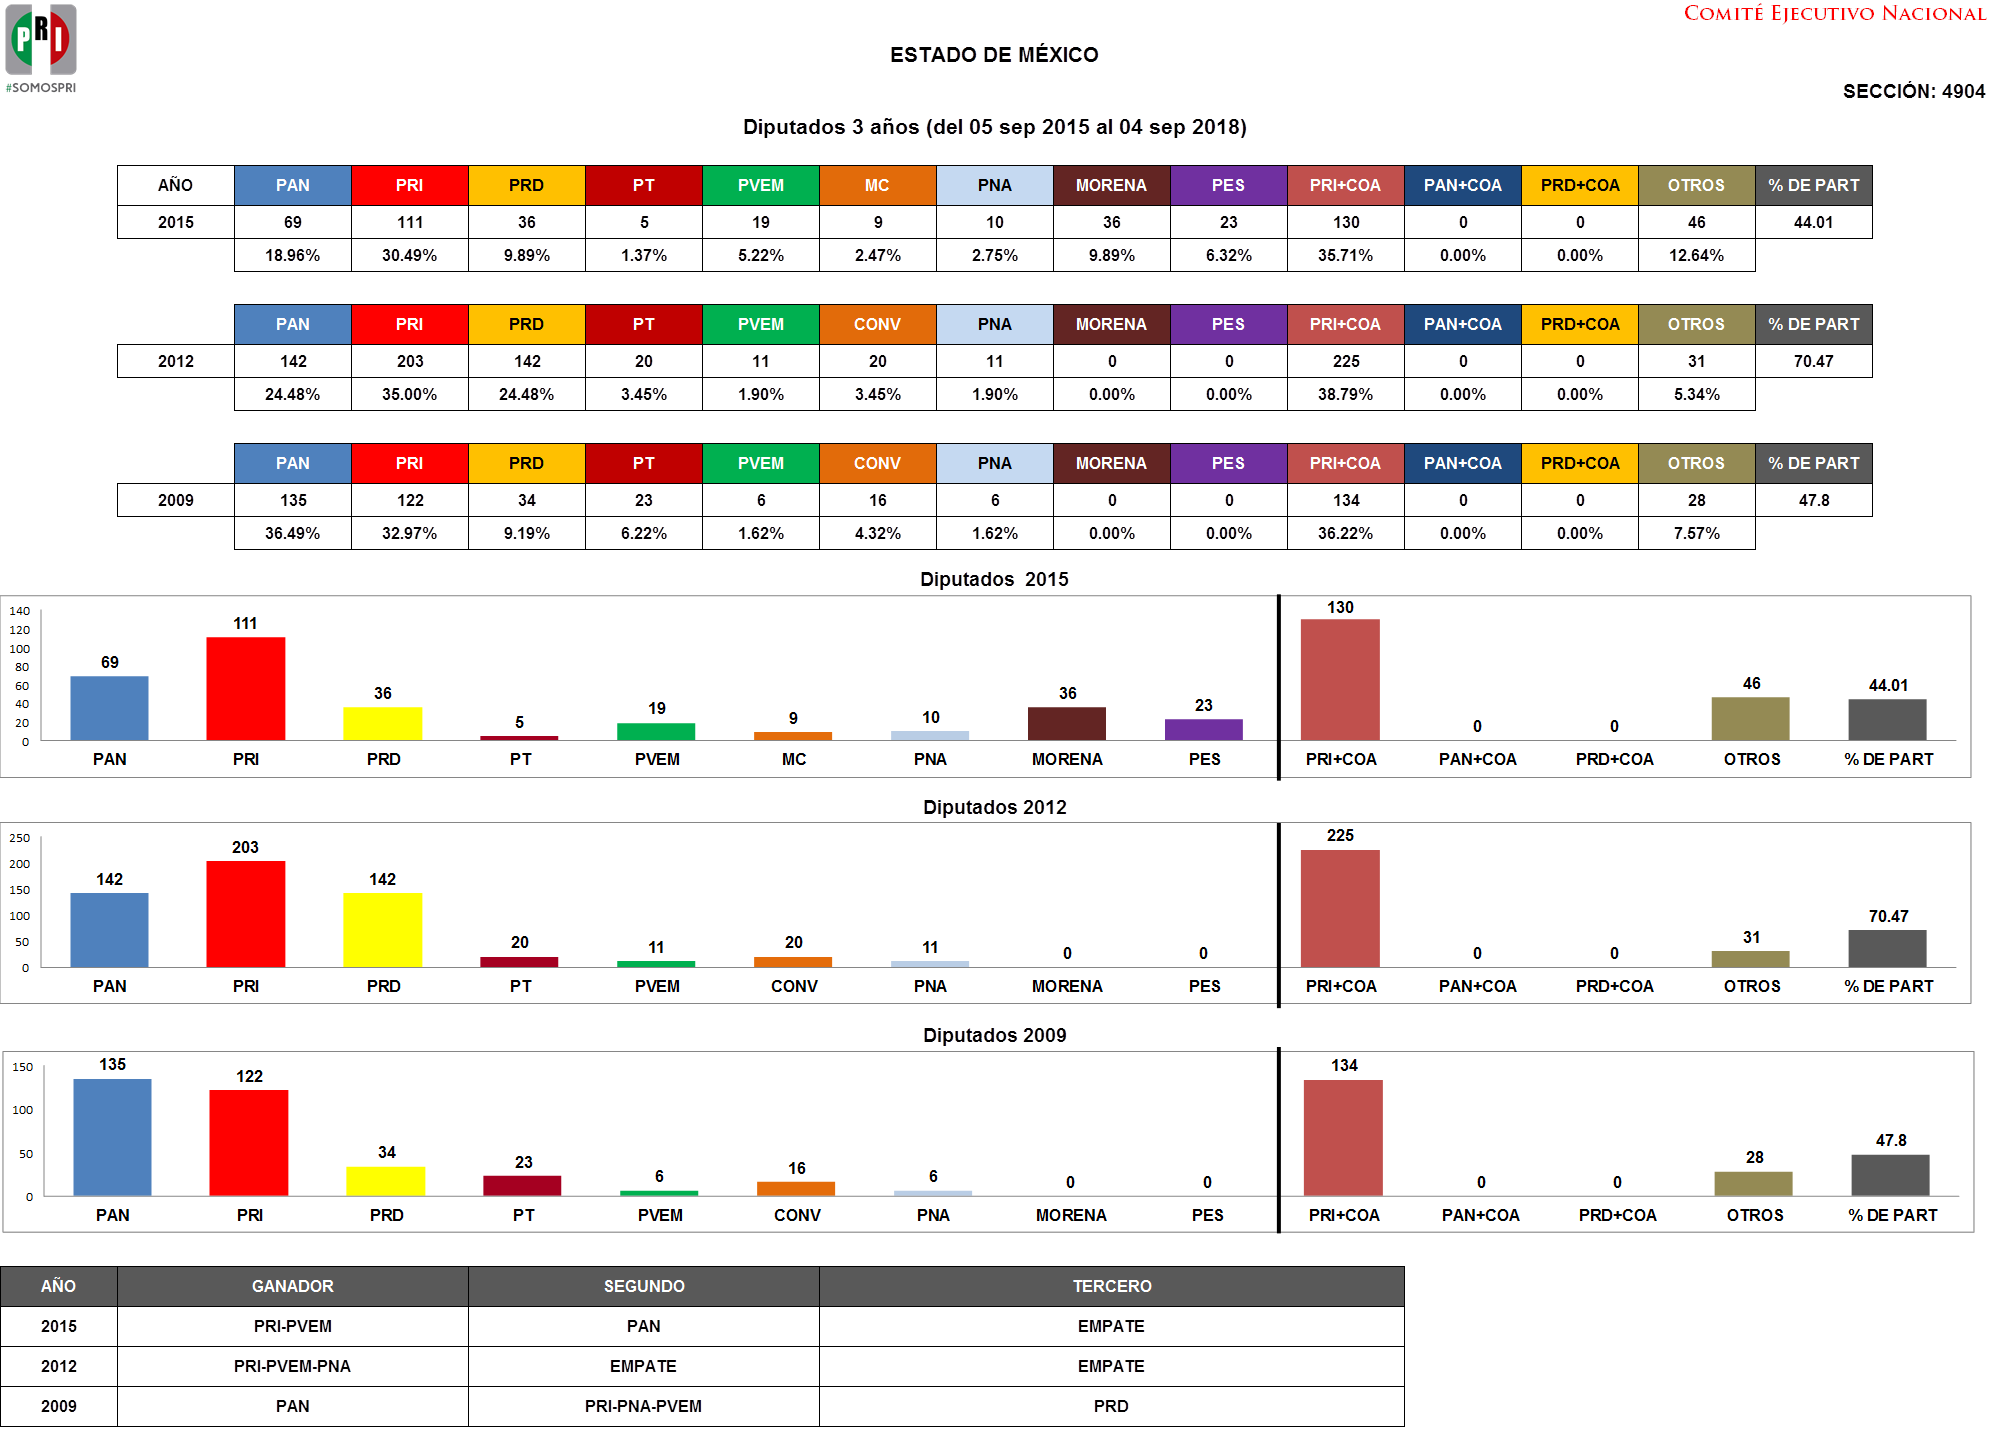 PRI
#SOMOSPRI
COMITÉ EJECUTIVO NACIONAL
ESTADO DE MÉXICO
SECCIÓN: 4904
Diputados 3 años (del 05 sep 2015 al 04 sep 2018)
AÑO PAN PRI PRD PT PVEM MC PNA MORENA PES PRI+COA PAN+COA PRD+COA OTROS % DE PART
2015 69 111 36 5 19 9 10 36 23 130 0 0 46 44.01
18.96% 30.49% 9.89% 1.37% 5.22% 2.47% 2.75% 9.89% 6.32% 35.71% 0.00% 0.00% 12.64%
PAN PRI PRD PT PVEM CONV PNA MORENA PES PRI+COA PAN+COA PRD+COA OTROS % DE PART
2012 142 203 142 20 11 20 11 0 0 225 0 0 31 70.47
24.48% 35.00% 24.48% 3.45% 1.90% 3.45% 1.90% 0.00% 0.00% 38.79% 0.00% 0.00% 5.34%
PAN PRI PRD PT PVEM CONV PNA MORENA PES PRI+COA PAN+COA PRD+COA OTROS % DE PART
2009 135 122 34 23 6 16 6 0 0 134 0 0 28 47.8
36.49% 32.97% 9.19% 6.22% 1.62% 4.32% 1.62% 0.00% 0.00% 36.22% 0.00% 0.00% 7.57%
Diputados 2015
140
120
100
80
60
40
20
0
69 111 36 5 19 9 10 36 23 130 0 0 46 44.01
PAN PRI PRD PT PVEM MC PNA MORENA PES PRI+COA PAN+COA PRD+COA OTROS % DE PART
Diputados 2012
250
200
150
100
50
0
142 203 142 20 11 20 11 0 0 225 0 0 31 70.47
PAN PRI PRD PT PVEM CONV PNA MORENA PES PRI+COA PAN+COA PRD+COA OTROS % DE PART
Diputados 2009
150
100
50
0
135 122 34 23 6 16 6 0 0 134 0 0 28 47.8
PAN PRI PRD PT PVEM CONV PNA MORENA PES PRI+COA PAN+COA PRD+COA OTROS % DE PART
AÑO GANADOR SEGUNDO TERCERO
2015 PRI-PVEM PAN EMPATE
2012 PRI-PVEM-PNA EMPATE EMPATE
2009 PAN PRI-PNA-PVEM PRD